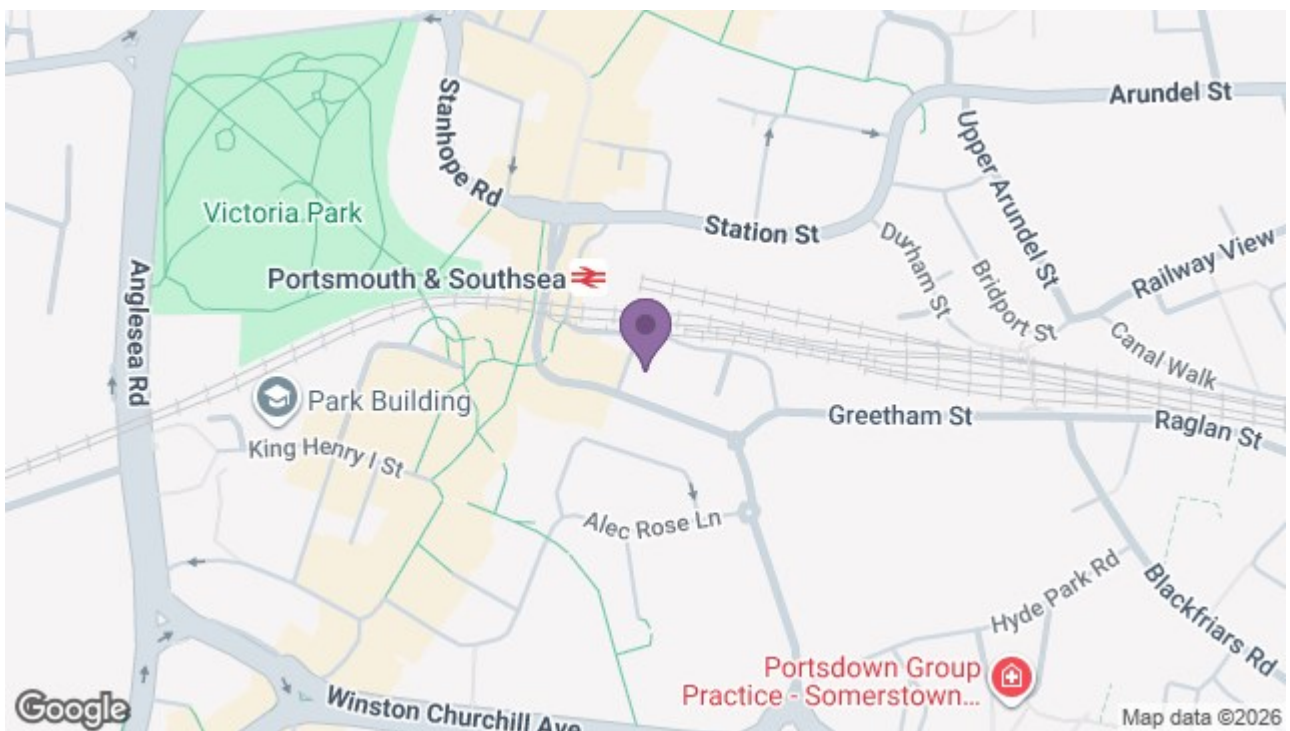 Arundel St
Stanhope Rd
Upper Arundel St
Victoria Park
Station St
Durham St
Railway View
Portsmouth & Southsea
Bridport St
Anglesea Rd
Canal Walk
Park Building
Greetham St
Raglan St
King Henry I St
Alec Rose Ln
Hyde Park Rd
Blackfriars Rd
Portsdown Group
Practice - Somerstown...
Winston Churchill Ave
Google
Map data ©2026